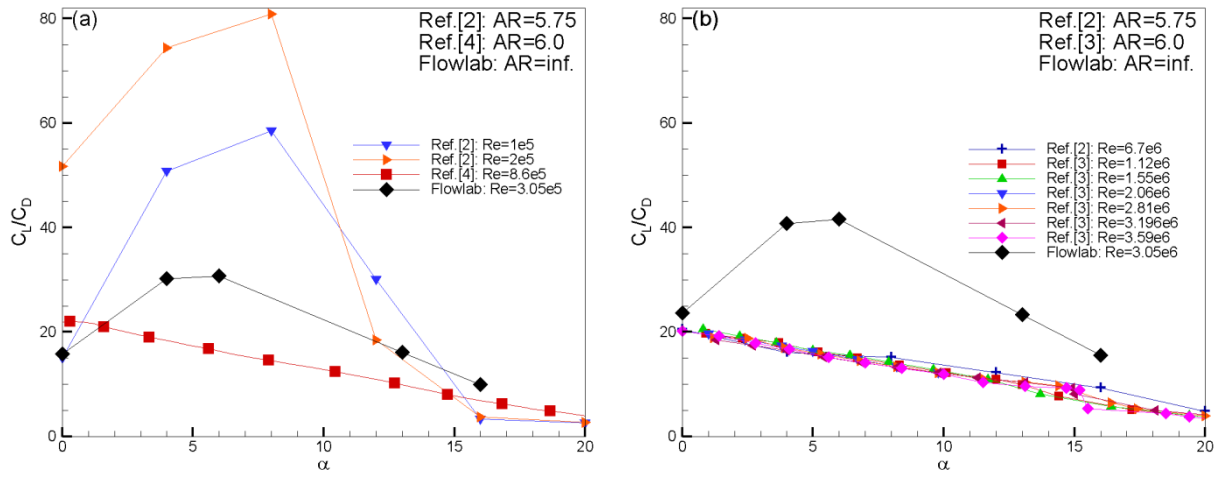 (a)
Ref.[2]: AR=5.75
Ref.[4]: AR=6.0
Flowlab: AR=inf.
Ref.[2]: Re=1e5
Ref.[2]: Re=2e5
Ref.[4]: Re=8.6e5
Flowlab: Re=3.05e5
80
60
40
20
0
C_L/C_D
0 5 10 15 20
α
(b)
Ref.[2]: AR=5.75
Ref.[3]: AR=6.0
Flowlab: AR=inf.
Ref.[2]: Re=6.7e6
Ref.[3]: Re=1.12e6
Ref.[3]: Re=1.55e6
Ref.[3]: Re=2.06e6
Ref.[3]: Re=2.81e6
Ref.[3]: Re=3.196e6
Ref.[3]: Re=3.59e6
Flowlab: Re=3.05e6
80
60
40
20
0
C_L/C_D
0 5 10 15 20
α